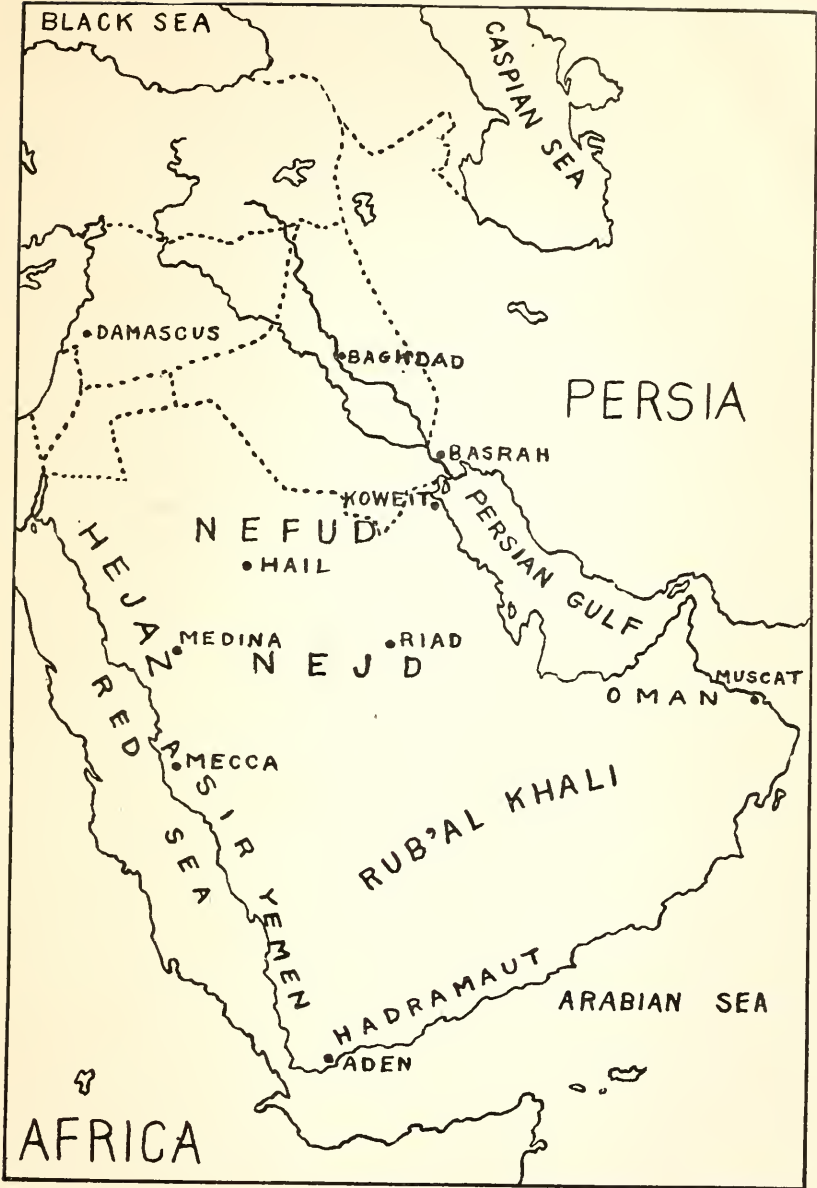 BLACK SEA
CASPIAN SEA
DAMASCUS
BAGHDAD
PERSIA
BASRAH
KOWEIT
PERSIAN GULF
NEFUD
HAIL
HEJAZ
MEDINA
RIAD
NEJD
MUSCAT
OMAN
RED SEA
MECCA
ASIR
RUB'AL KHALI
YEMEN
HADRAMAUT
ARABIAN SEA
ADEN
AFRICA